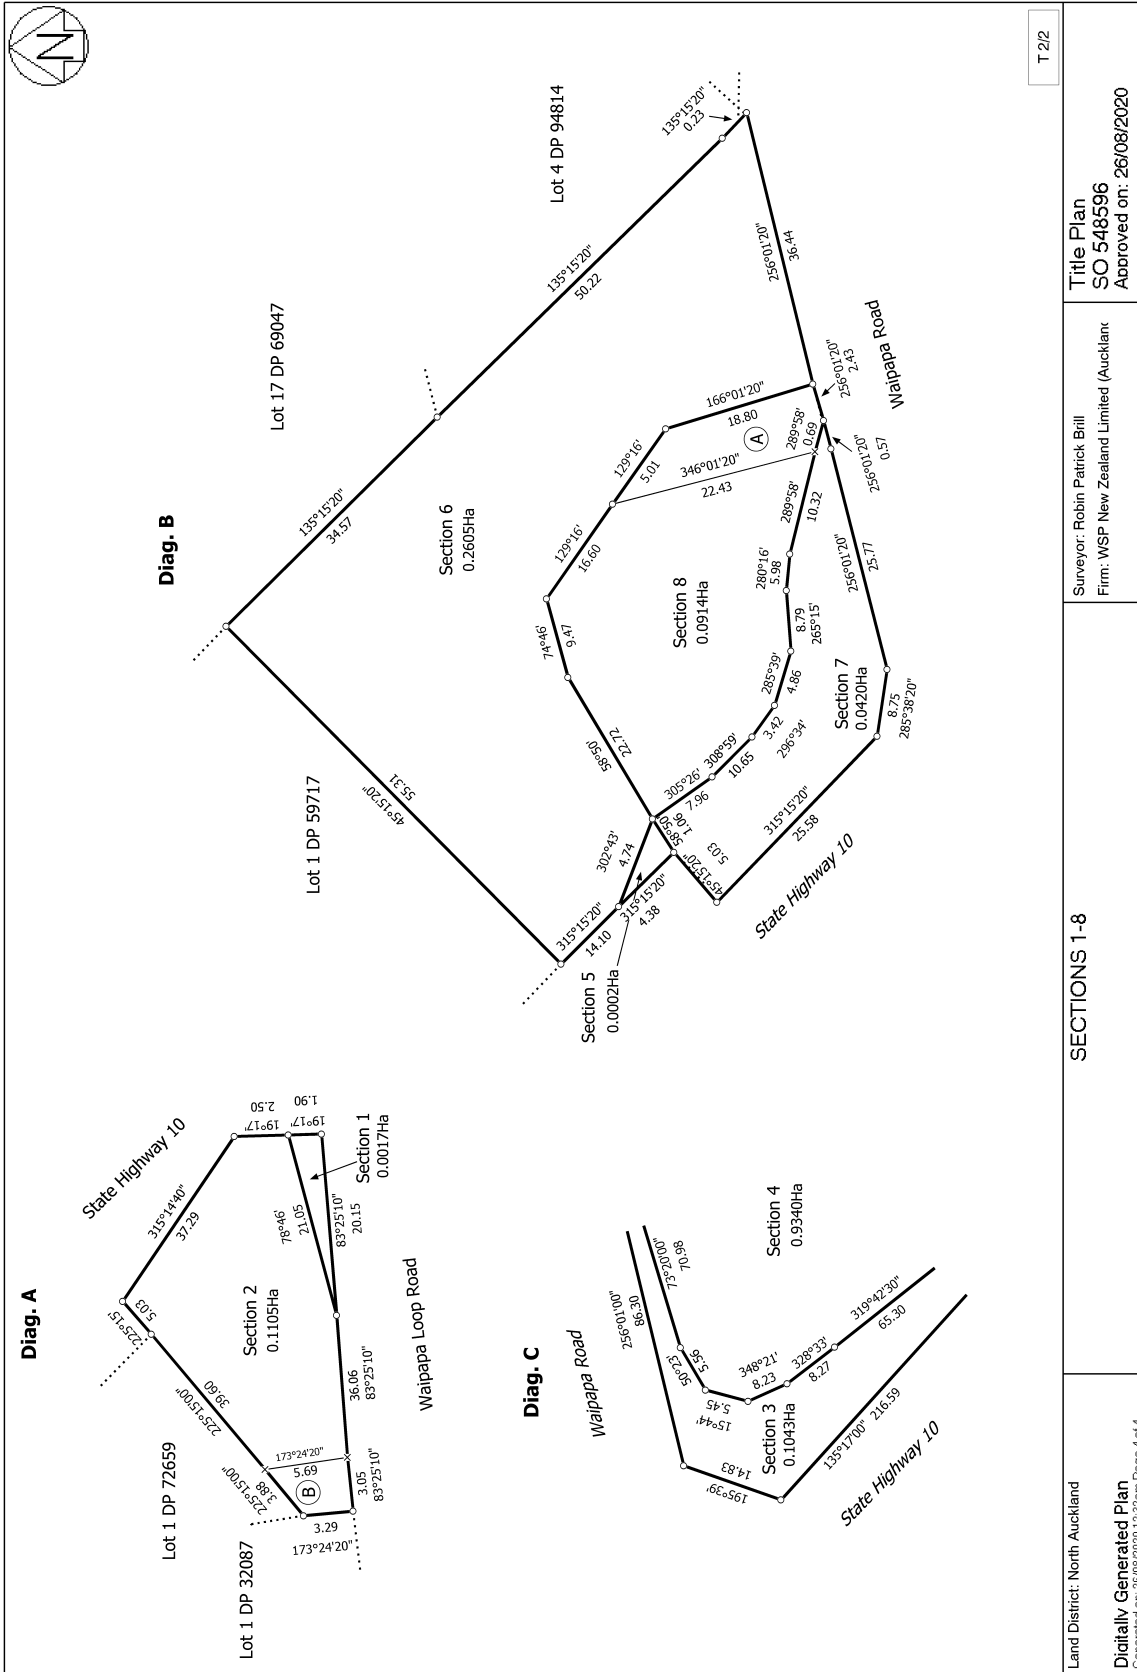 N
T 2/2
Diag. A
State Highway 10
315°14'40"
37.29
2.50
19°17'
1.90
19°17'
Section 1
0.0017Ha
78°46'
21.05
83°25'10"
20.15
225°15'
5.03
Section 2
0.1105Ha
39.60
225°15'00"
Lot 1 DP 72659
36.06
83°25'10"
Waipapa Loop Road
173°24'20"
5.69
B
3.88
225°15'00"
3.05
83°25'10"
3.29
173°24'20"
Lot 1 DP 32087
Diag. B
Lot 17 DP 69047
Lot 4 DP 94814
135°15'20"
34.57
135°15'20"
50.22
135°15'20"
0.23
256°01'20"
36.44
Section 6
0.2605Ha
Lot 1 DP 59717
55.31
45°15'20"
129°16'
16.60
129°16'
5.01
166°01'20"
18.80
A
346°01'20"
22.43
74°46'
9.47
58°50'
22.72
Section 8
0.0914Ha
289°58'
0.69
256°01'20"
2.43
Waipapa Road
256°01'20"
0.57
289°58'
10.32
280°16'
5.98
8.79
265°15'
285°39'
4.86
3.42
296°34'
308°59'
10.65
305°26'
7.96
256°01'20"
25.77
Section 7
0.0420Ha
8.75
285°38'20"
315°15'20"
25.58
58°50'
1.06
5.03
45°15'20"
302°43'
4.74
315°15'20"
4.38
315°15'20"
14.10
Section 5
0.0002Ha
State Highway 10
Diag. C
Waipapa Road
256°01'00"
86.30
73°20'00"
70.98
50°23'
5.56
5.45
15°44'
348°21'
8.23
328°33'
8.27
319°42'30"
65.30
Section 4
0.9340Ha
Section 3
0.1043Ha
14.83
195°39'
135°17'00"
216.59
State Highway 10
Land District: North Auckland
Digitally Generated Plan
Generated on: 26/08/2020 12:32pm Page 4 of 4
SECTIONS 1-8
Surveyor: Robin Patrick Brill
Firm: WSP New Zealand Limited (Auckland
Title Plan
SO 548596
Approved on: 26/08/2020